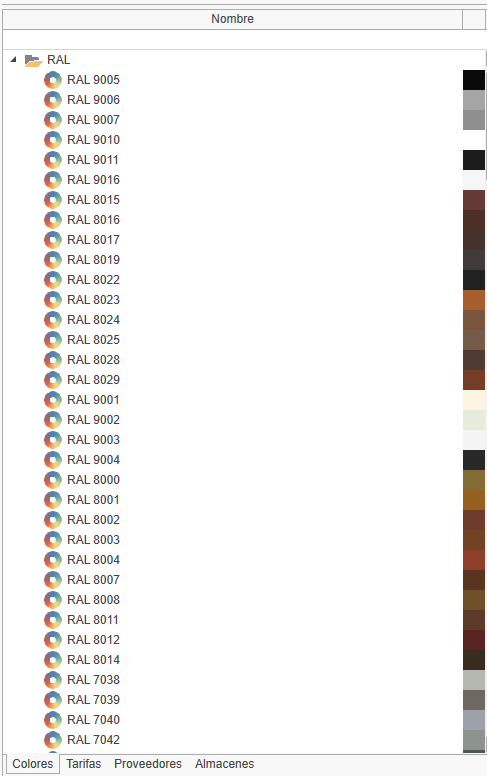 Nombre
RAL
RAL 9005
RAL 9006
RAL 9007
RAL 9010
RAL 9011
RAL 9016
RAL 8015
RAL 8016
RAL 8017
RAL 8019
RAL 8022
RAL 8023
RAL 8024
RAL 8025
RAL 8028
RAL 8029
RAL 9001
RAL 9002
RAL 9003
RAL 9004
RAL 8000
RAL 8001
RAL 8002
RAL 8003
RAL 8004
RAL 8007
RAL 8008
RAL 8011
RAL 8012
RAL 8014
RAL 7038
RAL 7039
RAL 7040
RAL 7042
Colores Tarifas Proveedores Almacenes